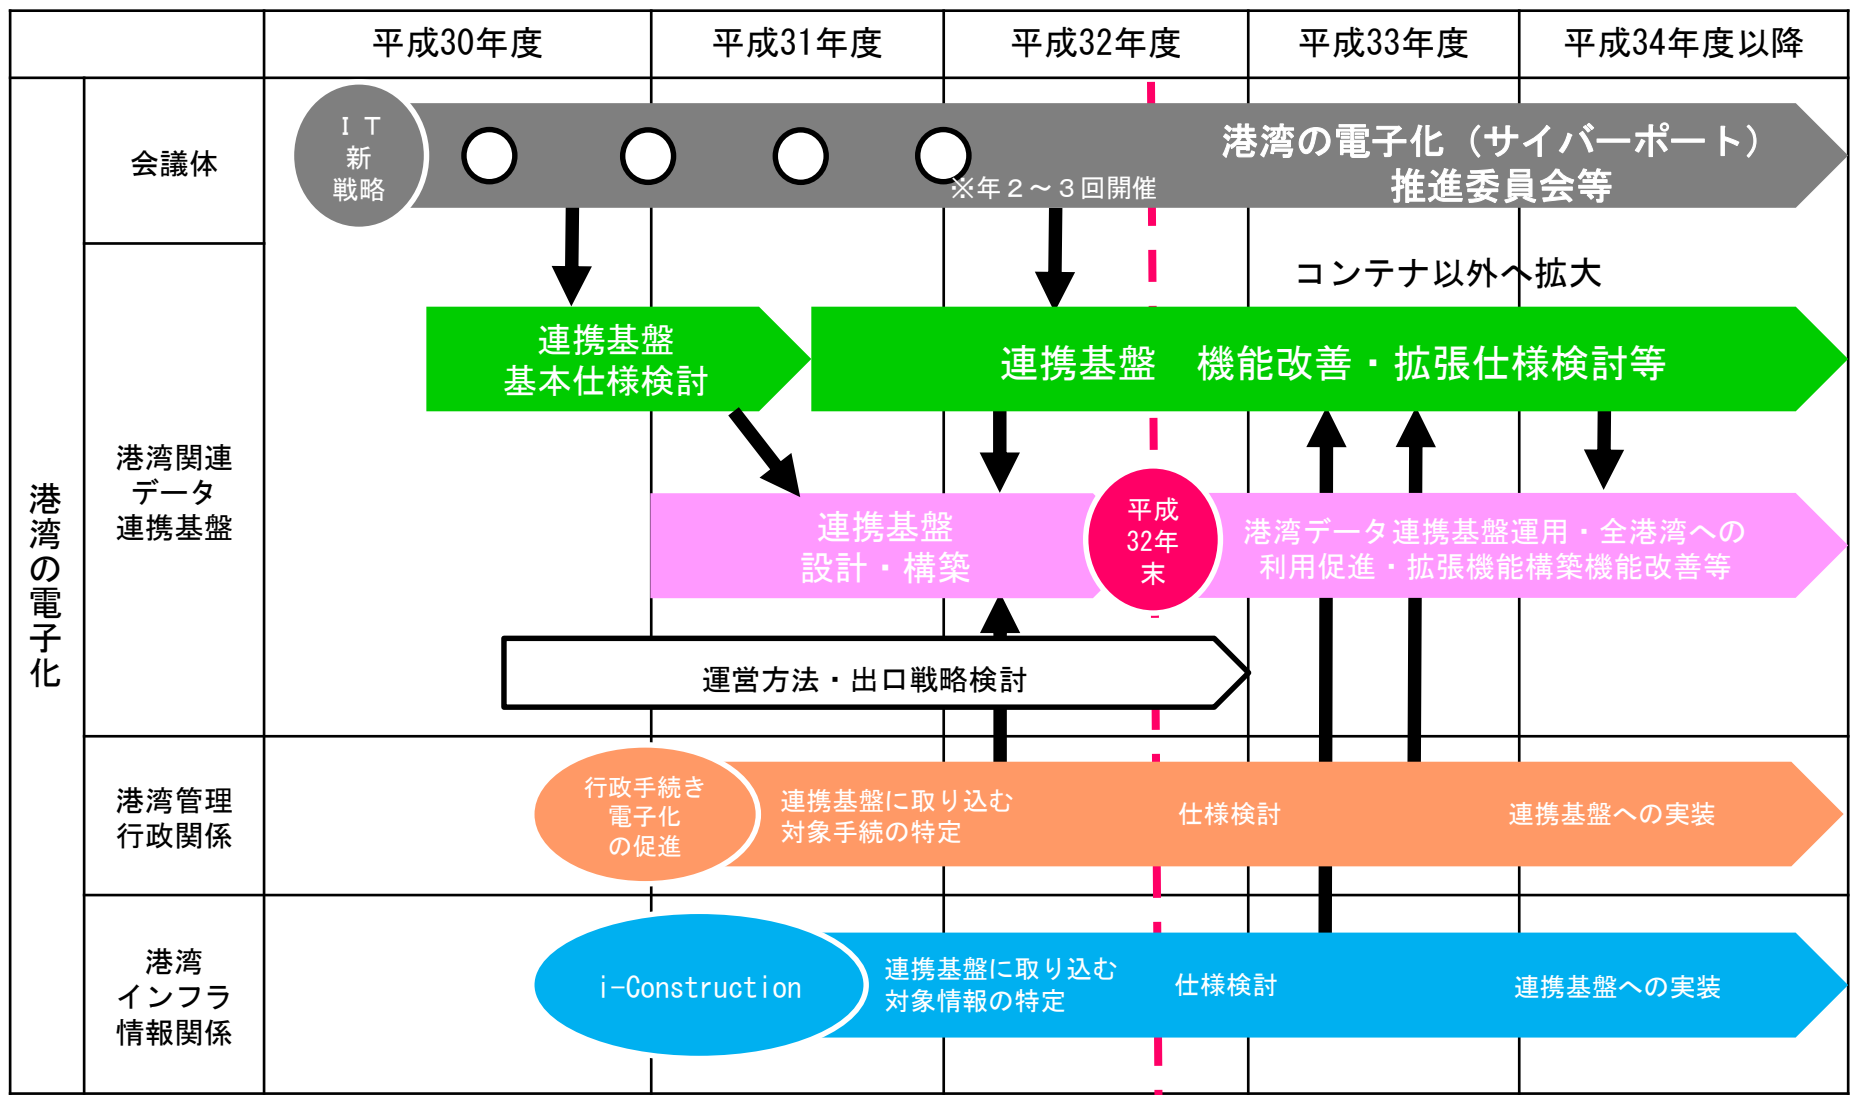 平成30年度
平成31年度
平成32年度
平成33年度
平成34年度以降
港湾の電子化
会議体
ＩＴ
新
戦略
※年２～３回開催
港湾の電子化（サイバーポート）
推進委員会等
港湾関連
データ
連携基盤
コンテナ以外へ拡大
連携基盤
基本仕様検討
連携基盤　機能改善・拡張仕様検討等
連携基盤
設計・構築
平成
32年
末
港湾データ連携基盤運用・全港湾への
利用促進・拡張機能構築機能改善等
運営方法・出口戦略検討
港湾管理
行政関係
行政手続き
電子化
の促進
連携基盤に取り込む
対象手続の特定
仕様検討
連携基盤への実装
港湾
インフラ
情報関係
i-Construction
連携基盤に取り込む
対象情報の特定
仕様検討
連携基盤への実装